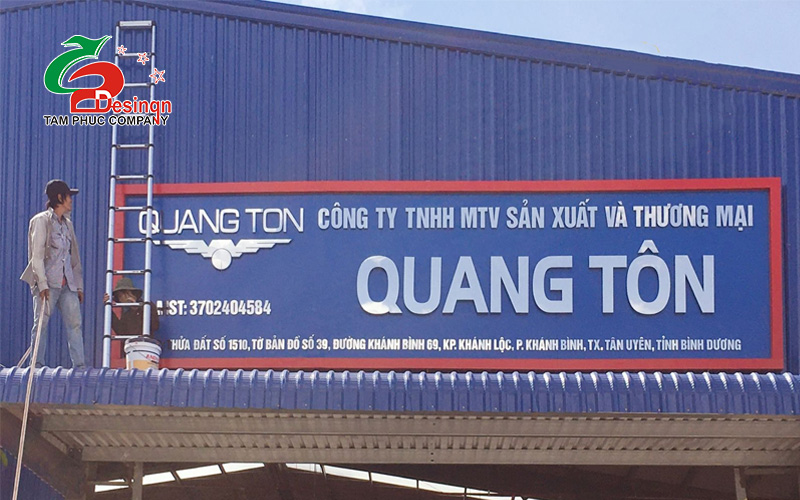 Desinqn
TAM PHUC COMPANY
QUANG TON
CÔNG TY TNHH MTV SẢN XUẤT VÀ THƯƠNG MẠI
QUANG TÔN
MST: 3702404584
THỬA ĐẤT SỐ 1510, TỜ BẢN ĐỒ SỐ 39, ĐƯỜNG KHÁNH BÌNH 69, KP. KHÁNH LỘC, P. KHÁNH BÌNH, TX. TÂN UYÊN, TỈNH BÌNH DƯƠNG